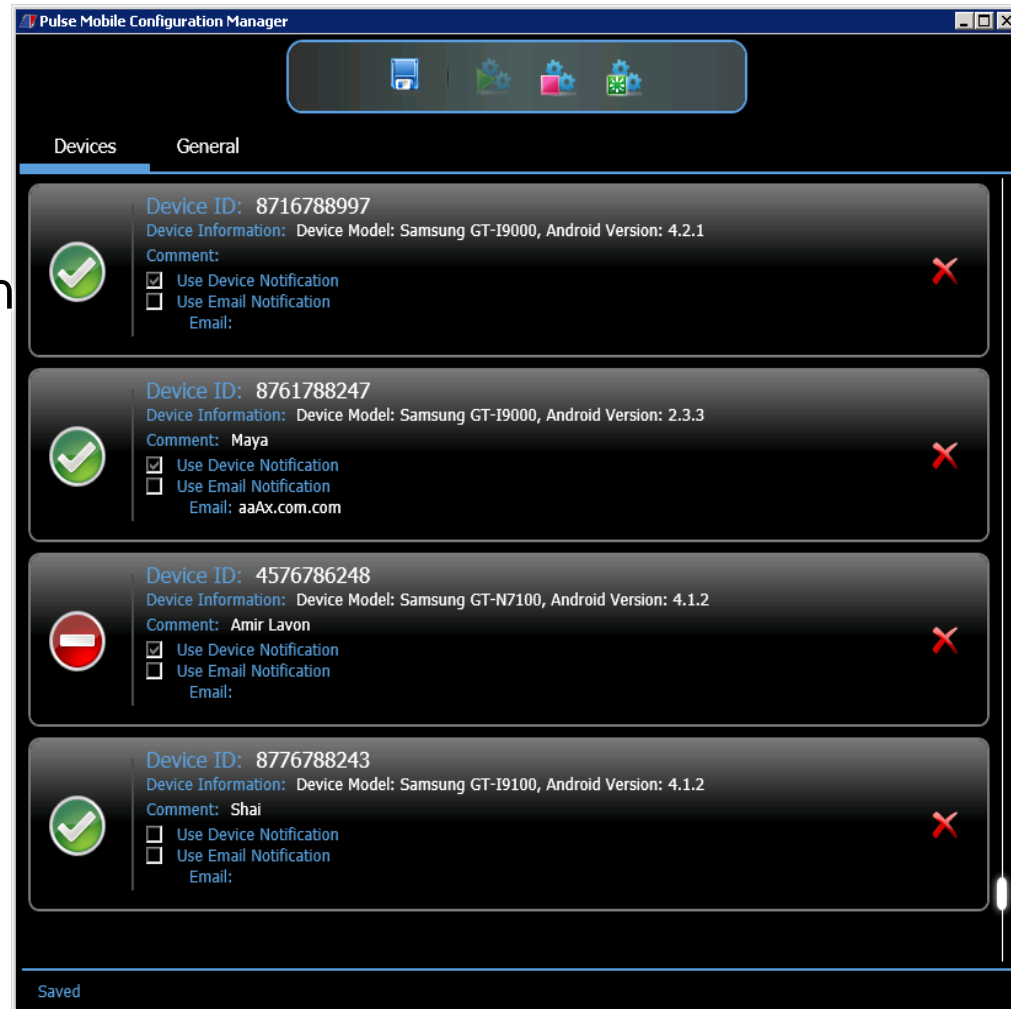 Pulse Mobile Configuration Manager
Devices General
Device ID: 8716788997
Device Information: Device Model: Samsung GT-I9000, Android Version: 4.2.1
Comment:
Use Device Notification
Use Email Notification
Email:
n
Device ID: 8761788247
Device Information: Device Model: Samsung GT-I9000, Android Version: 2.3.3
Comment: Maya
Use Device Notification
Use Email Notification
Email: aaAx.com.com
Device ID: 4576786248
Device Information: Device Model: Samsung GT-N7100, Android Version: 4.1.2
Comment: Amir Lavon
Use Device Notification
Use Email Notification
Email:
Device ID: 8776788243
Device Information: Device Model: Samsung GT-I9100, Android Version: 4.1.2
Comment: Shai
Use Device Notification
Use Email Notification
Email:
Saved